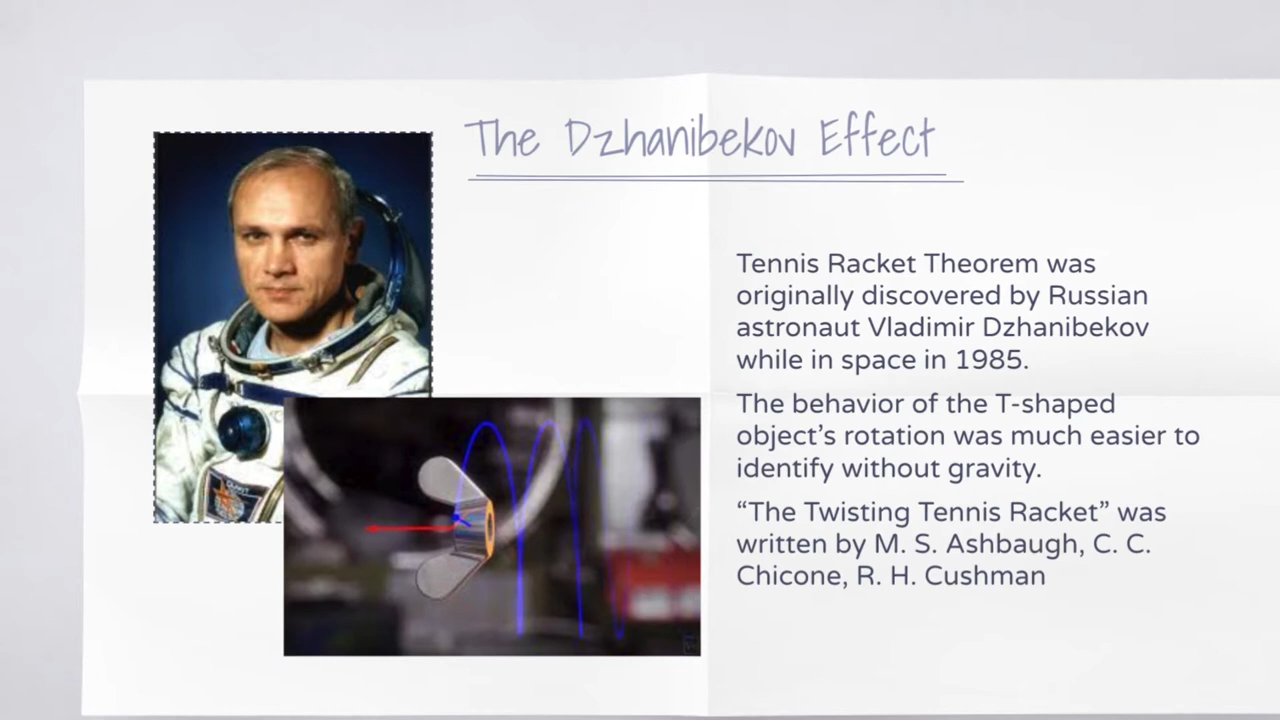 The Dzhanibekov Effect
Tennis Racket Theorem was
originally discovered by Russian
astronaut Vladimir Dzhanibekov
while in space in 1985.
The behavior of the T-shaped
object’s rotation was much easier to
identify without gravity.
“The Twisting Tennis Racket” was
written by M. S. Ashbaugh, C. C.
Chicone, R. H. Cushman